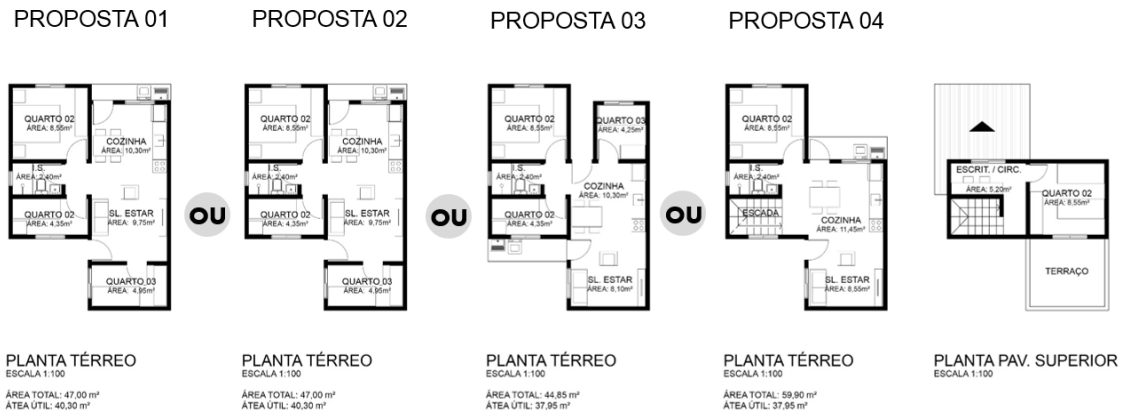 PROPOSTA 01
PROPOSTA 02
PROPOSTA 03
PROPOSTA 04
QUARTO 02
ÁREA: 8,55m²
COZINHA
ÁREA: 10,30m²
I.S.
ÁREA: 2,40m²
QUARTO 02
ÁREA: 4,35m²
SL. ESTAR
ÁREA: 9,75m²
QUARTO 03
ÁREA: 4,95m²
PLANTA TÉRREO
ESCALA 1:100
ÁREA TOTAL: 47,00 m²
ÁTEA ÚTIL: 40,30 m²
OU
QUARTO 02
ÁREA: 8,55m²
COZINHA
ÁREA: 10,30m²
I.S.
ÁREA: 2,40m²
QUARTO 02
ÁREA: 4,35m²
SL. ESTAR
ÁREA: 9,75m²
QUARTO 03
ÁREA: 4,95m²
PLANTA TÉRREO
ESCALA 1:100
ÁREA TOTAL: 47,00 m²
ÁTEA ÚTIL: 40,30 m²
OU
QUARTO 02
ÁREA: 8,55m²
QUARTO 03
ÁREA: 4,25m²
I.S.
ÁREA: 2,40m²
COZINHA
ÁREA: 10,30m²
QUARTO 02
ÁREA: 4,35m²
SL. ESTAR
ÁREA: 8,10m²
PLANTA TÉRREO
ESCALA 1:100
ÁREA TOTAL: 44,85 m²
ÁTEA ÚTIL: 37,95 m²
OU
QUARTO 02
ÁREA: 8,55m²
I.S.
ÁREA: 2,40m²
ESCADA
COZINHA
ÁREA: 11,45m²
SL. ESTAR
ÁREA: 8,55m²
PLANTA TÉRREO
ESCALA 1:100
ÁREA TOTAL: 59,90 m²
ÁTEA ÚTIL: 37,95 m²
ESCRIT. / CIRC.
ÁREA: 5,20m²
QUARTO 02
ÁREA: 8,55m²
TERRAÇO
PLANTA PAV. SUPERIOR
ESCALA 1:100